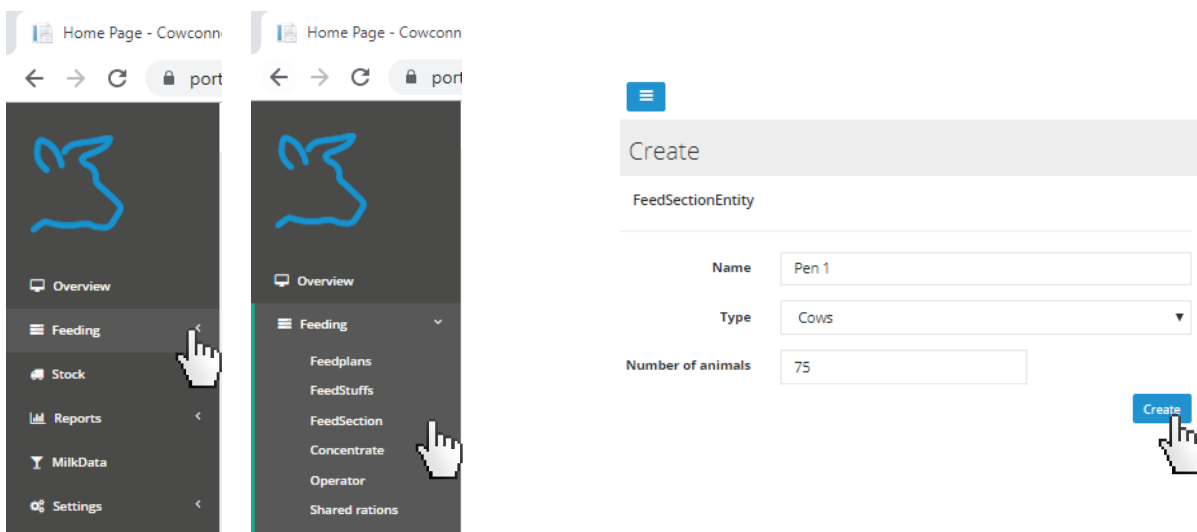 Home Page - Cowconn
port
Overview
Feeding
Stock
Reports
MilkData
Settings
Home Page - Cowconn
port
Overview
Feeding
Feedplans
FeedStuffs
FeedSection
Concentrate
Operator
Shared rations
Create
FeedSectionEntity
Name Pen 1
Type Cows
Number of animals 75
Create